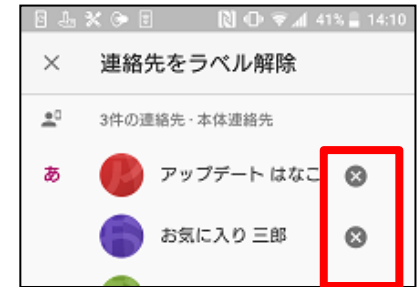 41% 14:10
× 連絡先をラベル解除
3件の連絡先・本体連絡先
あ アップデート はなこ
お気に入り 三郎